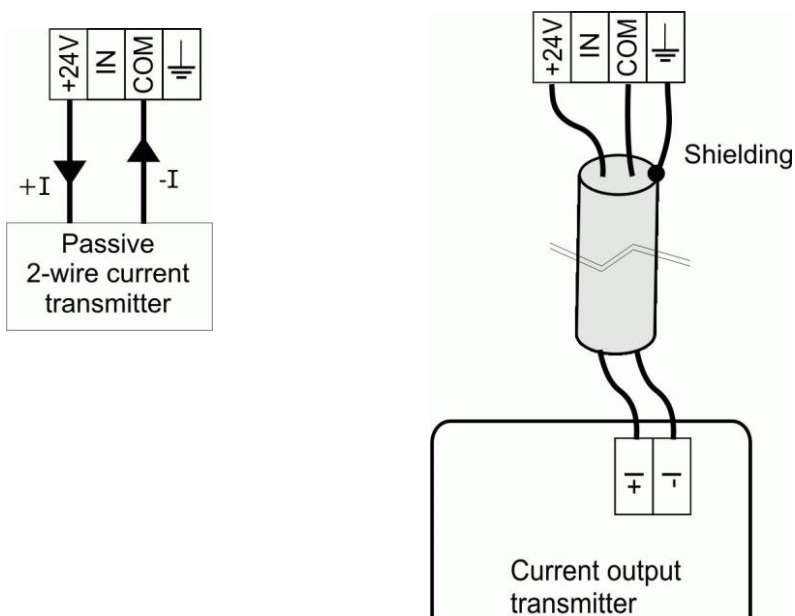 +24V
IN
COM
+I
-I
Passive
2-wire current
transmitter
+24V
IN
COM
Shielding
I+
I-
Current output
transmitter